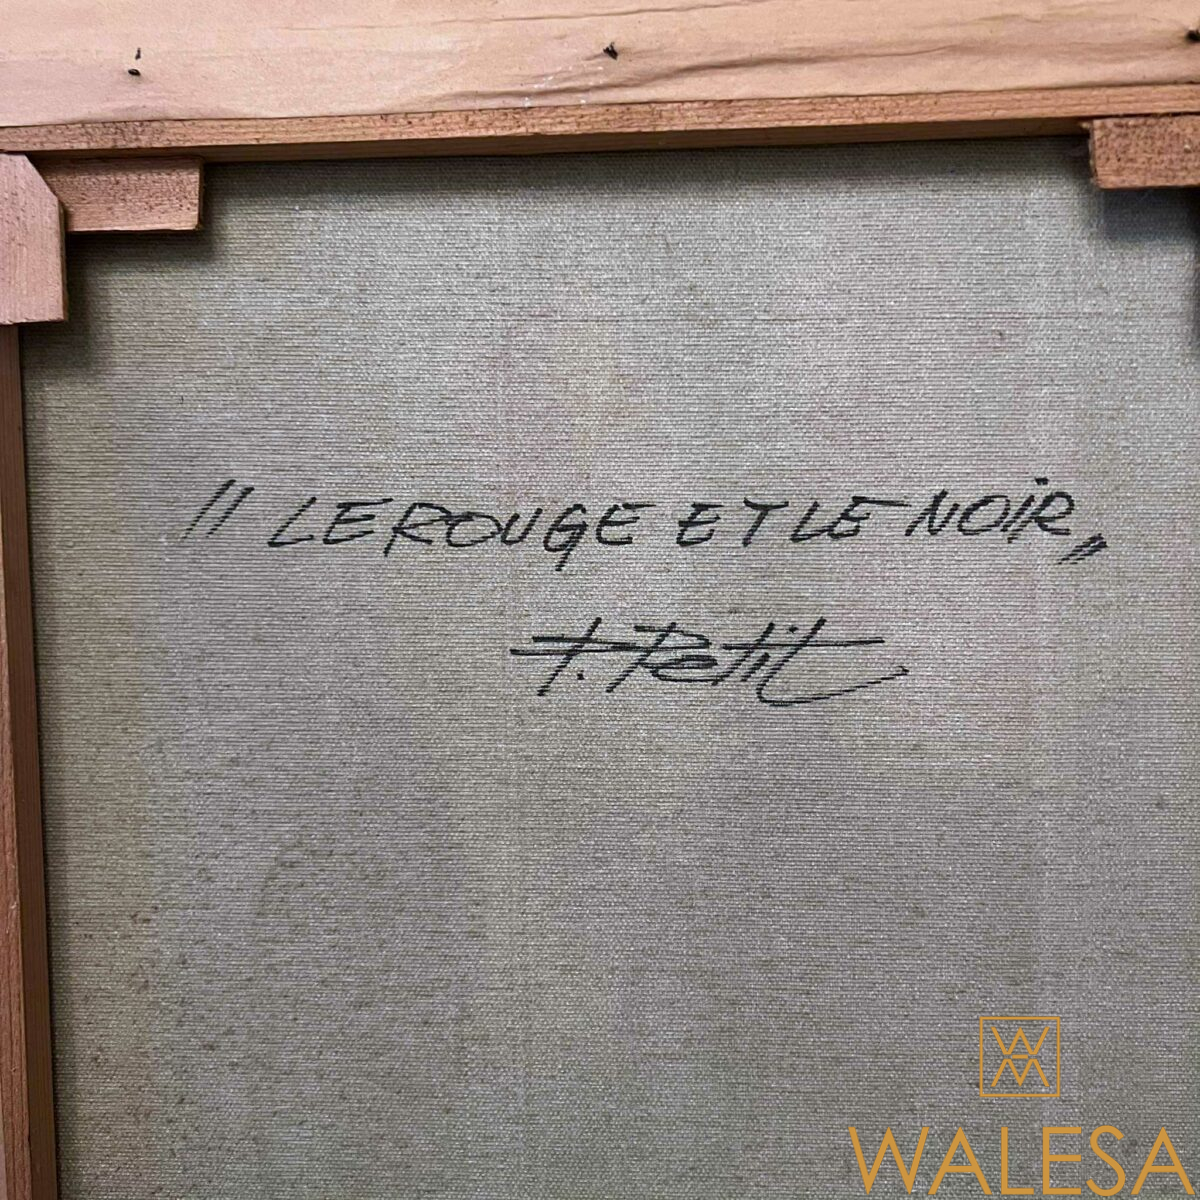 "LE ROUGE ET LE NOIR"
Petit
WALESA